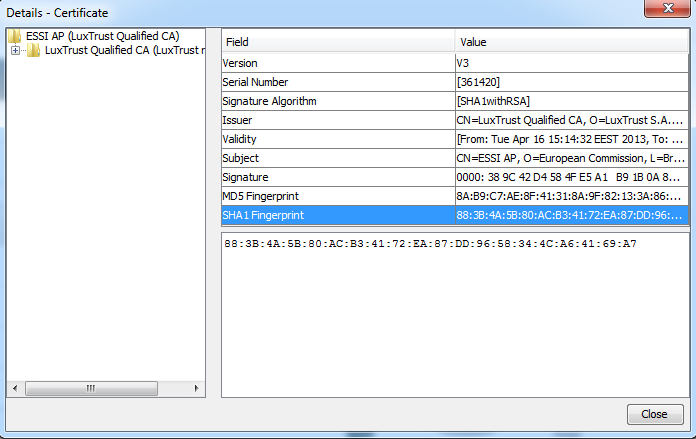 Details - Certificate
ESSI AP (LuxTrust Qualified CA)
LuxTrust Qualified CA (LuxTrust r
Field Value
Version V3
Serial Number [361420]
Signature Algorithm [SHA1withRSA]
Issuer CN=LuxTrust Qualified CA, O=LuxTrust S.A....
Validity [From: Tue Apr 16 15:14:32 EEST 2013, To: ...
Subject CN=ESSI AP, O=European Commission, L=Br...
Signature 0000: 38 9C 42 D4 58 4F E5 A1 B9 1B 0A 8...
MD5 Fingerprint 8A:B9:C7:AE:8F:41:31:8A:9F:82:13:3A:86:...
SHA1 Fingerprint 88:3B:4A:5B:80:AC:B3:41:72:EA:87:DD:96:...
88:3B:4A:5B:80:AC:B3:41:72:EA:87:DD:96:58:34:4C:A6:41:69:A7
Close